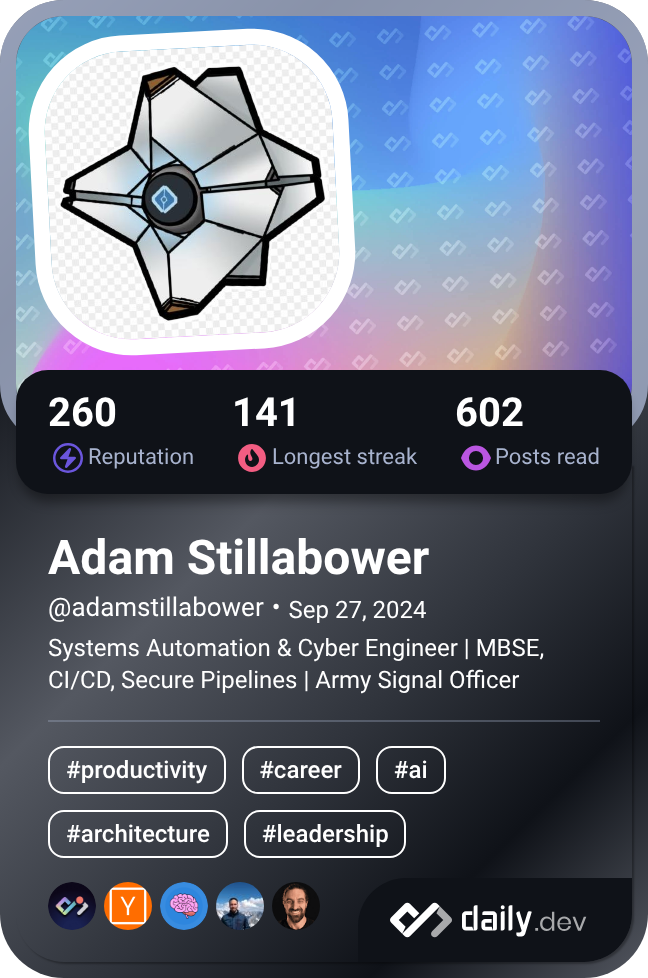 260
141
602
Reputation
Longest streak
Posts read
Adam Stillabower
@adamstillabower • Sep 27, 2024
Systems Automation & Cyber Engineer | MBSE,
CI/CD, Secure Pipelines | Army Signal Officer
#productivity
#career
#ai
#architecture
#leadership
Y
daily.dev